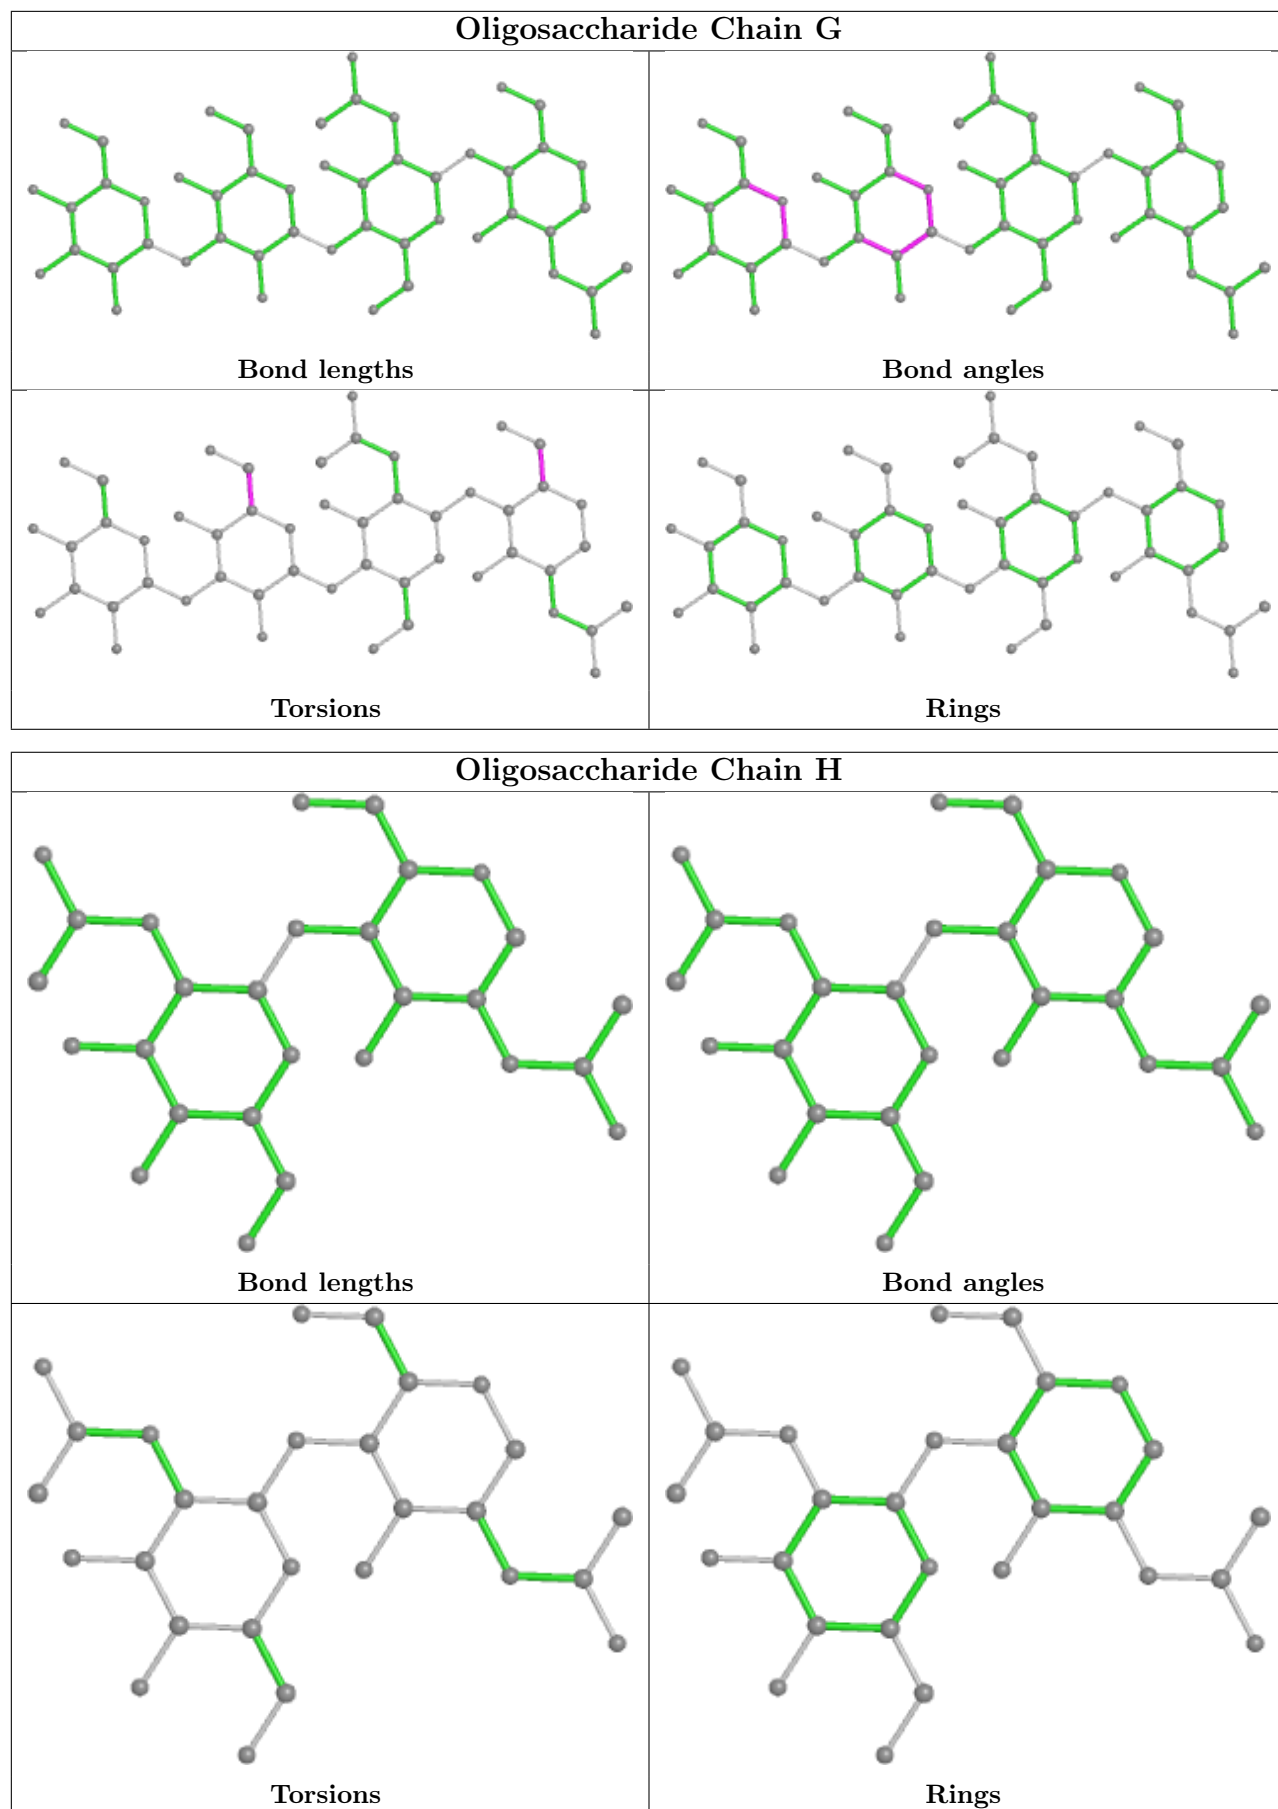 Oligosaccharide Chain G
Bond lengths
Bond angles
Torsions
Rings
Oligosaccharide Chain H
Bond lengths
Bond angles
Torsions
Rings